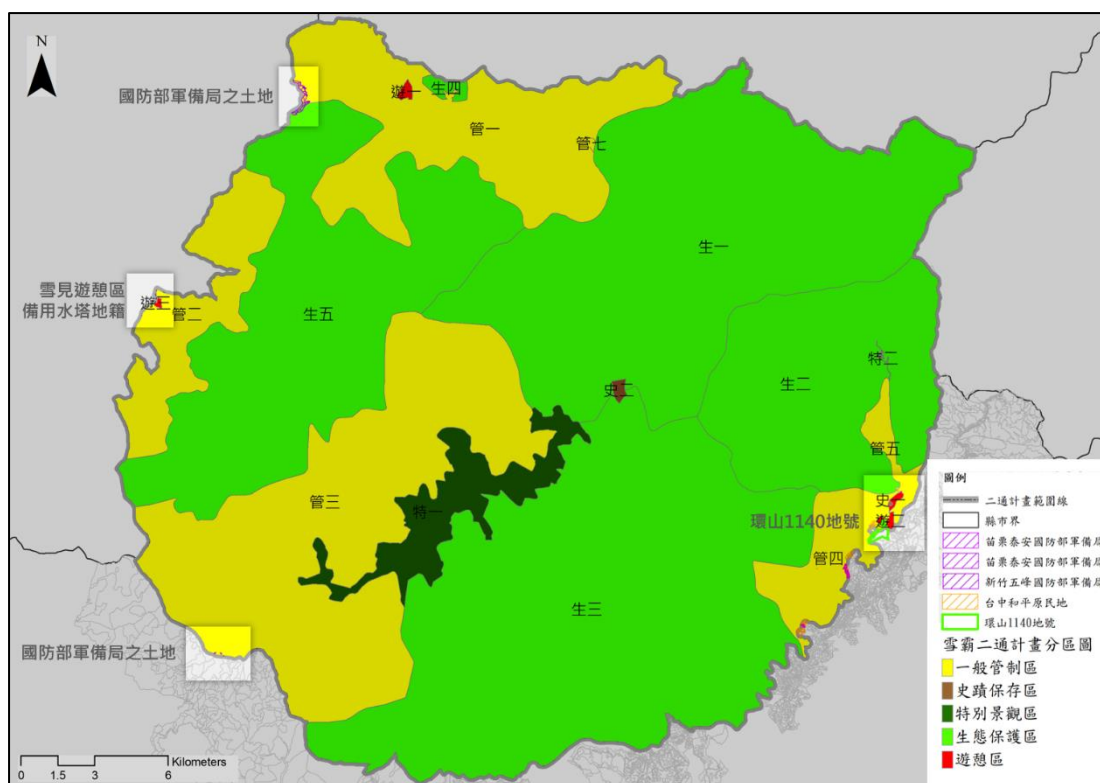 N
國防部軍備局之土地
遊一
生四
管一
管七
生一
雪見遊憩區
備用水塔地籍
遊三
管二
生五
特二
生二
史二
管五
管三
特一
史一
遊二
環山1140地號
管四
生三
國防部軍備局之土地
圖例
二通計畫範圍線
縣市界
苗栗泰安國防部軍備局
苗栗泰安國防部軍備局
新竹五峰國防部軍備局
台中和平原民地
環山1140地號
雪霸二通計畫分區圖
一般管制區
史蹟保存區
特別景觀區
生態保護區
遊憩區
Kilometers
0 1.5 3 6